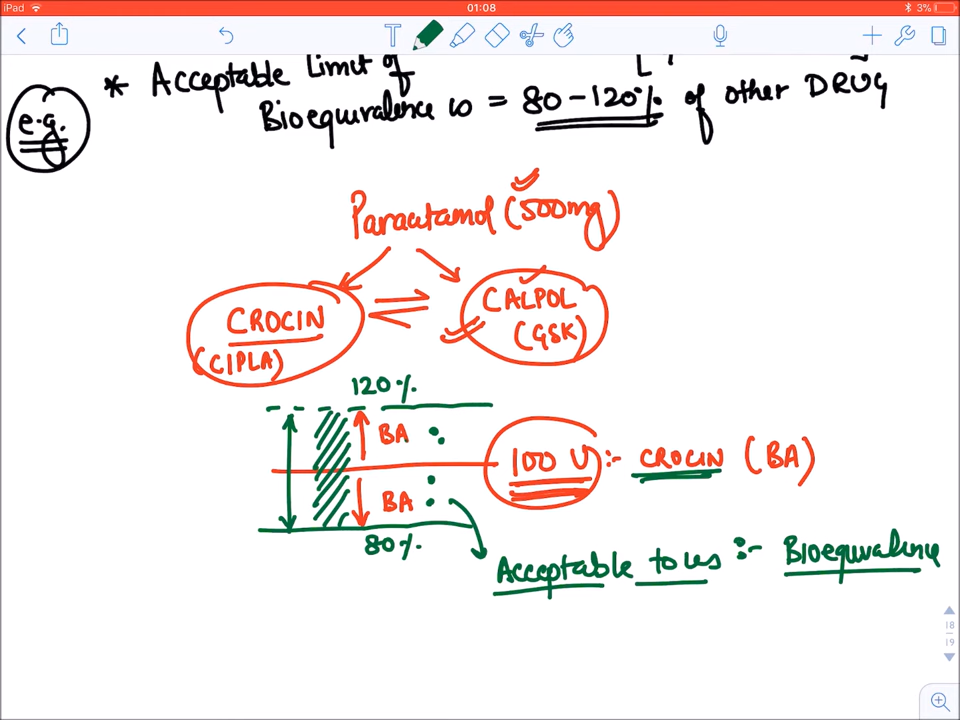 iPad 01:08 3%
T
* Acceptable Limit of
Bioequivalence is = 80-120% of other DRUG
e.g.
Paracetamol (500mg)
CROCIN
(CIPLA)
CALPOL
(GSK)
120%
BA
100 U :- CROCIN (BA)
BA
80%
Acceptable to us :- Bioequivalence
18
19